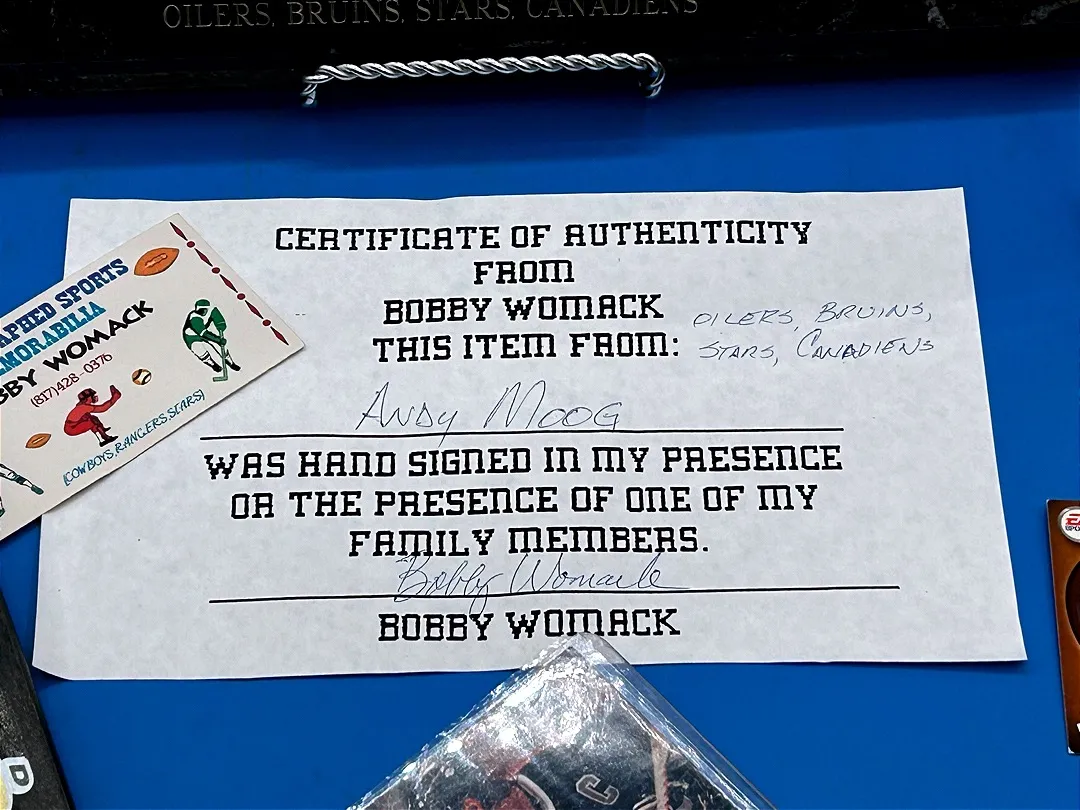 OILERS, BRUINS, STARS, CANADIENS
CERTIFICATE OF AUTHENTICITY
FROM
BOBBY WOMACK
THIS ITEM FROM:
OILERS, BRUINS,
STARS, CANADIENS
ANDY MOOG
WAS HAND SIGNED IN MY PRESENCE
OR THE PRESENCE OF ONE OF MY
FAMILY MEMBERS.
Bobby Womack
BOBBY WOMACK
APHED SPORTS
MORABILIA
BBY WOMACK
(817)428-0376
(COWBOYS,RANGERS,STARS)
EA
C